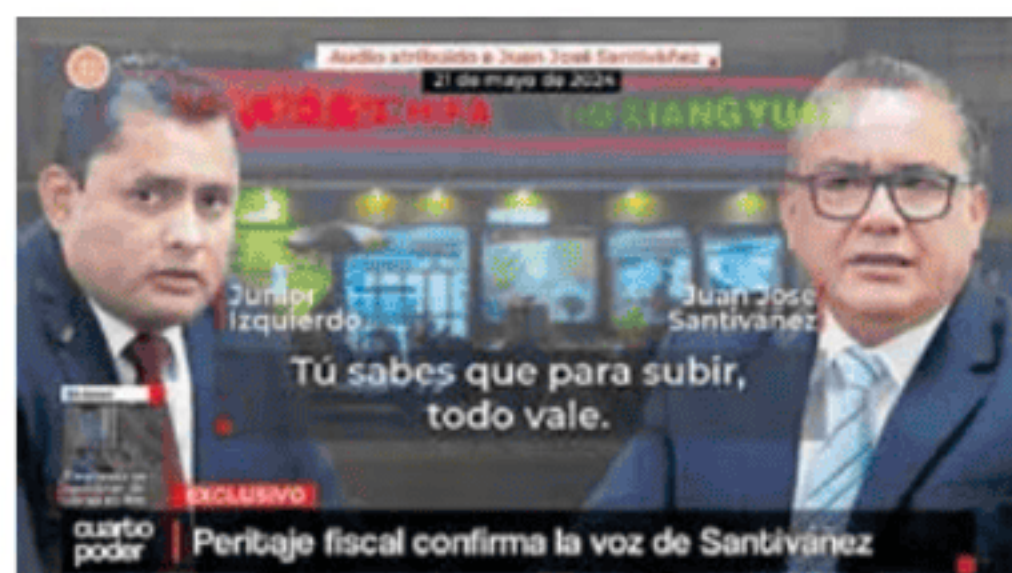 Audio atribuido a Juan José Santiváñez
21 de mayo de 2024
CHIFA
XIANGYUAN
Junior
Izquierdo
Juan José
Santiváñez
Tú sabes que para subir,
todo vale.
EXCLUSIVO
cuarto
poder
Peritaje fiscal confirma la voz de Santiváñez